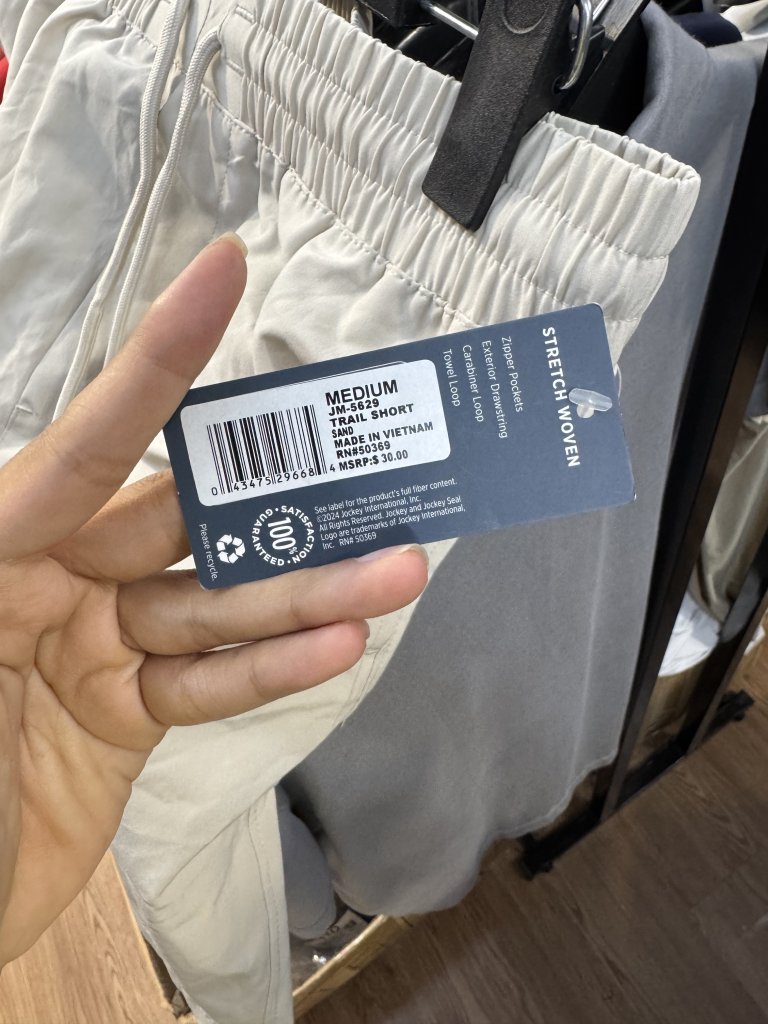 STRETCH WOVEN
Zipper Pockets
Exterior Drawstring
Carabiner Loop
Towel Loop
MEDIUM
JM-5629
TRAIL SHORT
SAND
MADE IN VIETNAM
RN#50369
MSRP:$ 30.00
0 43475 29668 4
See label for the product's full fiber content.
©2024 Jockey International, Inc.
All Rights Reserved. Jockey and Jockey Seal
Logo are trademarks of Jockey International,
Inc. RN# 50369
SATISFACTION
100%
GUARANTEED
Please recycle.